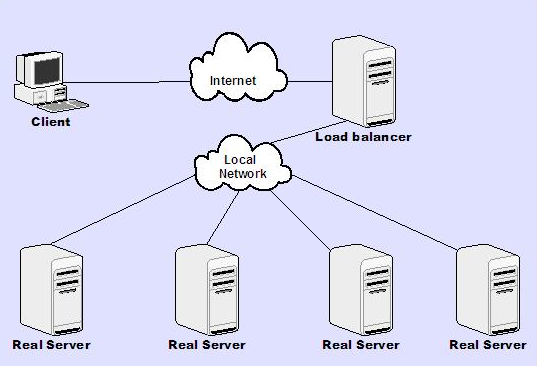 Internet
Client
Load balancer
Local
Network
Real Server
Real Server
Real Server
Real Server